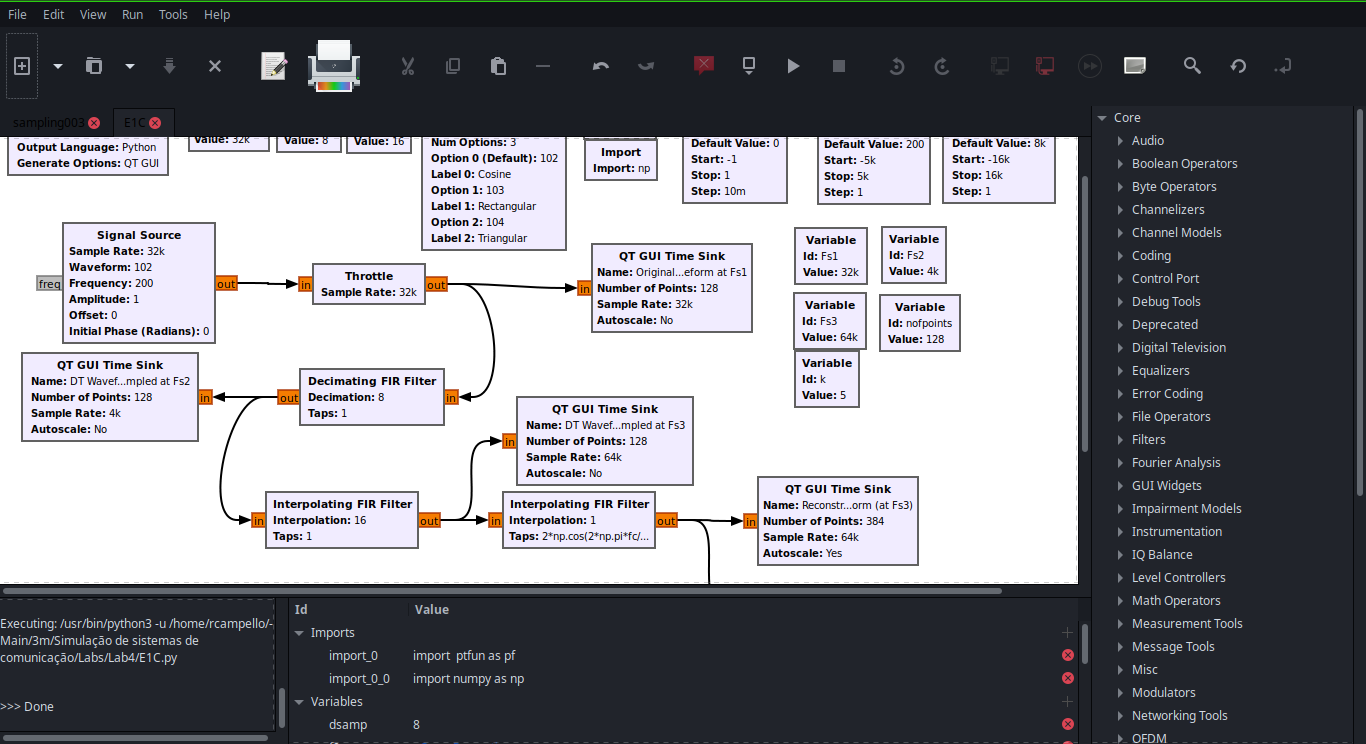 File Edit View Run Tools Help
sampling003 E1C
Output Language: Python
Generate Options: QT GUI
Value: 32k
Value: 8
Value: 16
Num Options: 3
Option 0 (Default): 102
Label 0: Cosine
Option 1: 103
Label 1: Rectangular
Option 2: 104
Label 2: Triangular
Import
Import: np
Default Value: 0
Start: -1
Stop: 1
Step: 10m
Default Value: 200
Start: -5k
Stop: 5k
Step: 1
Default Value: 8k
Start: -16k
Stop: 16k
Step: 1
Signal Source
Sample Rate: 32k
Waveform: 102
Frequency: 200
Amplitude: 1
Offset: 0
Initial Phase (Radians): 0
freq
out
in
Throttle
Sample Rate: 32k
out
in
QT GUI Time Sink
Name: Original...eform at Fs1
Number of Points: 128
Sample Rate: 32k
Autoscale: No
Variable
Id: Fs1
Value: 32k
Variable
Id: Fs2
Value: 4k
Variable
Id: Fs3
Value: 64k
Variable
Id: nofpoints
Value: 128
Variable
Id: k
Value: 5
QT GUI Time Sink
Name: DT Wavef...mpled at Fs2
Number of Points: 128
Sample Rate: 4k
Autoscale: No
in
out
Decimating FIR Filter
Decimation: 8
Taps: 1
in
QT GUI Time Sink
Name: DT Wavef...mpled at Fs3
Number of Points: 128
Sample Rate: 64k
Autoscale: No
in
in
Interpolating FIR Filter
Interpolation: 16
Taps: 1
out
in
Interpolating FIR Filter
Interpolation: 1
Taps: 2*np.cos(2*np.pi*fc/...
out
in
QT GUI Time Sink
Name: Reconstr...orm (at Fs3)
Number of Points: 384
Sample Rate: 64k
Autoscale: Yes
Executing: /usr/bin/python3 -u /home/rcampello/-
Main/3m/Simulação de sistemas de
comunicação/Labs/Lab4/E1C.py
>>> Done
Id Value
Imports
import_0 import ptfun as pf
import_0_0 import numpy as np
Variables
dsamp 8
Core
Audio
Boolean Operators
Byte Operators
Channelizers
Channel Models
Coding
Control Port
Debug Tools
Deprecated
Digital Television
Equalizers
Error Coding
File Operators
Filters
Fourier Analysis
GUI Widgets
Impairment Models
Instrumentation
IQ Balance
Level Controllers
Math Operators
Measurement Tools
Message Tools
Misc
Modulators
Networking Tools
OFDM